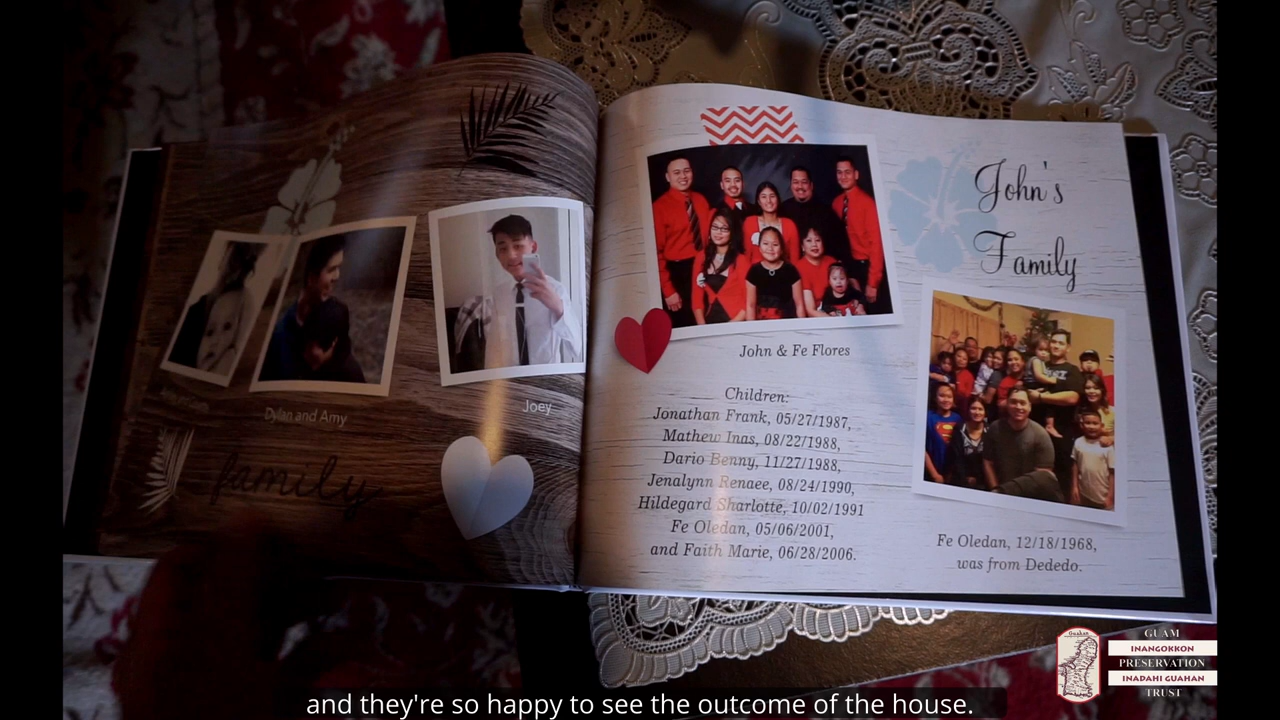 Dylan and Amy
Joey
family
John's
Family
John & Fe Flores
Children:
Jonathan Frank, 05/27/1987,
Mathew Inas, 08/22/1988,
Dario Benny, 11/27/1988,
Jenalynn Renaee, 08/24/1990,
Hildegard Sharlotte, 10/02/1991
Fe Oledan, 05/06/2001,
and Faith Marie, 06/28/2006.
Fe Oledan, 12/18/1968,
was from Dededo.
Guahan
GUAM
INANGOKKON
PRESERVATION
INADAHI GUAHAN
TRUST
and they're so happy to see the outcome of the house.